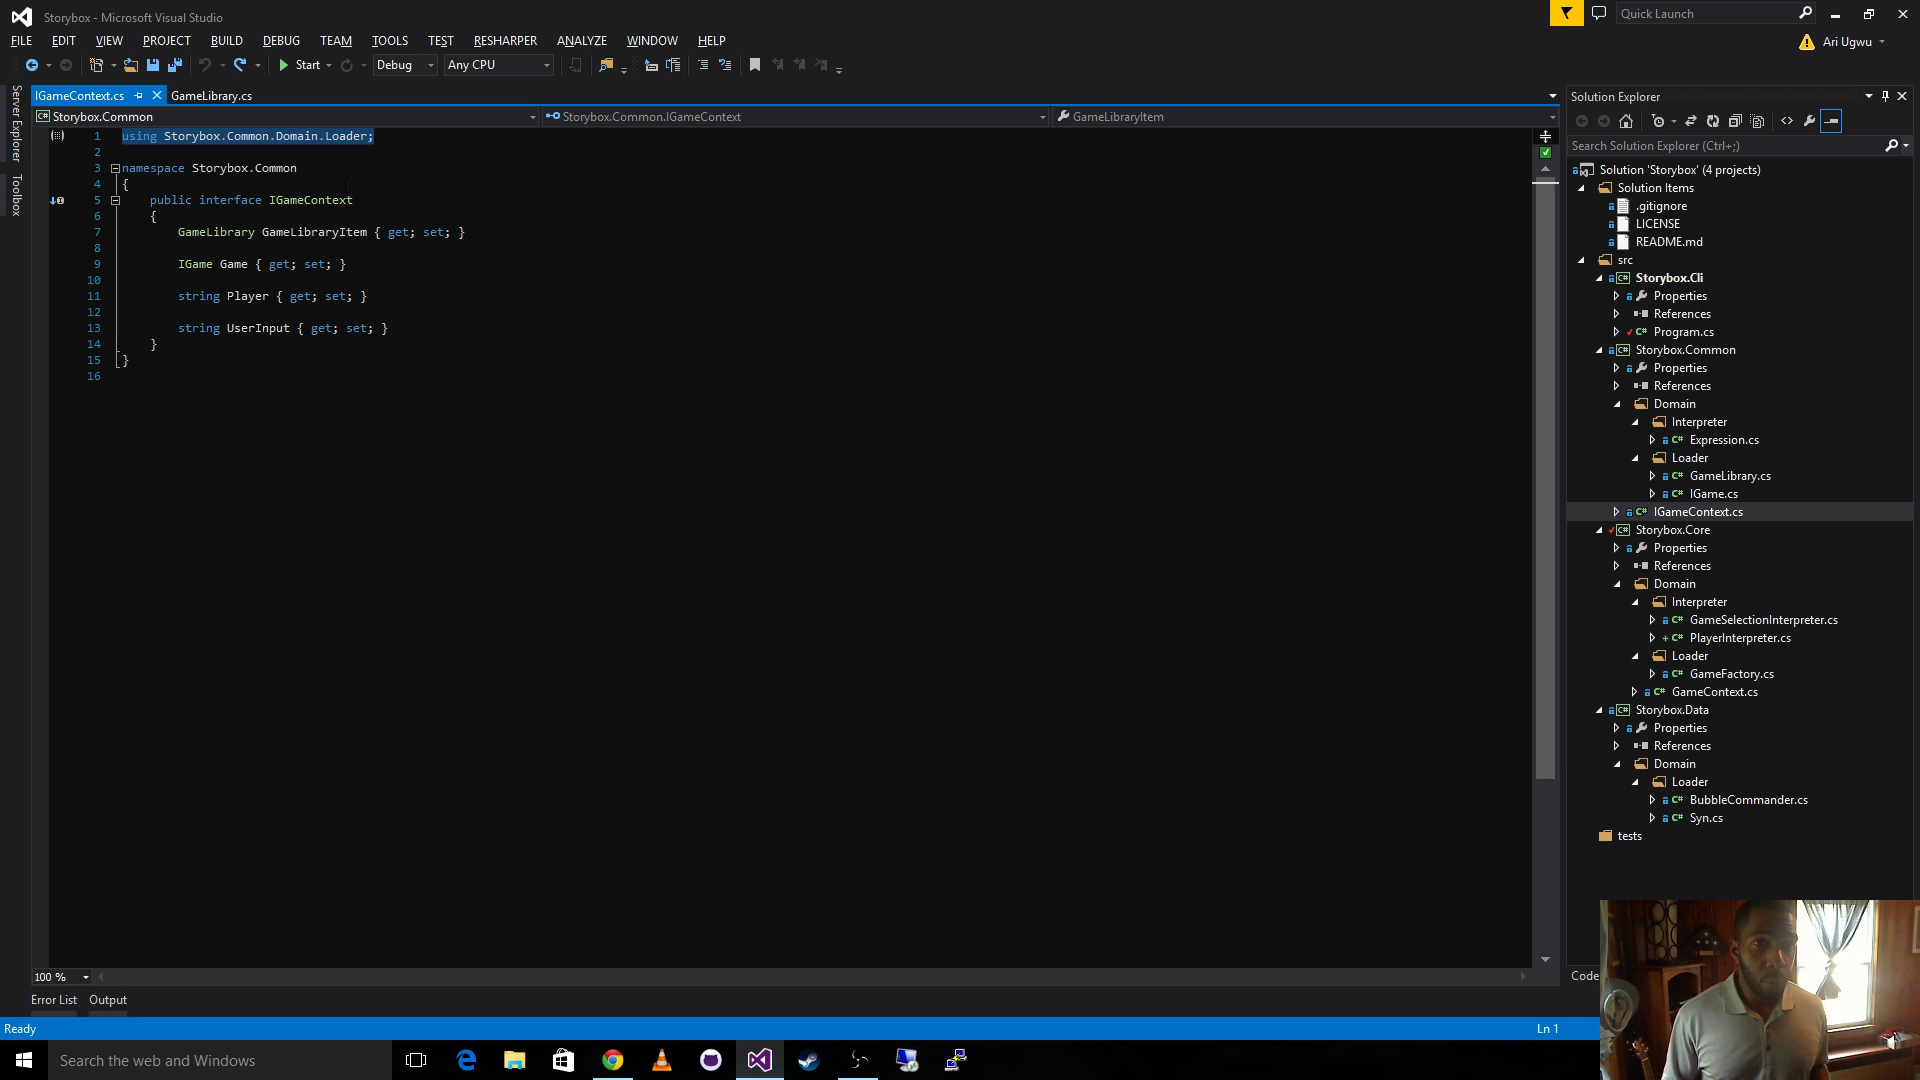 Storybox - Microsoft Visual Studio
Quick Launch
FILE EDIT VIEW PROJECT BUILD DEBUG TEAM TOOLS TEST RESHARPER ANALYZE WINDOW HELP
Ari Ugwu
Start Debug Any CPU
Server Explorer
Toolbox
IGameContext.cs GameLibrary.cs
Storybox.Common Storybox.Common.IGameContext GameLibraryItem
1 using Storybox.Common.Domain.Loader;
2
3 namespace Storybox.Common
4 {
5 public interface IGameContext
6 {
7 GameLibrary GameLibraryItem { get; set; }
8
9 IGame Game { get; set; }
10
11 string Player { get; set; }
12
13 string UserInput { get; set; }
14 }
15 }
16
100 %
Error List Output
Ready
Ln 1
Solution Explorer
Search Solution Explorer (Ctrl+;)
Solution 'Storybox' (4 projects)
Solution Items
.gitignore
LICENSE
README.md
src
C# Storybox.Cli
Properties
References
C# Program.cs
C# Storybox.Common
Properties
References
Domain
Interpreter
C# Expression.cs
Loader
C# GameLibrary.cs
C# IGame.cs
C# IGameContext.cs
C# Storybox.Core
Properties
References
Domain
Interpreter
C# GameSelectionInterpreter.cs
C# PlayerInterpreter.cs
Loader
C# GameFactory.cs
C# GameContext.cs
C# Storybox.Data
Properties
References
Domain
Loader
C# BubbleCommander.cs
C# Syn.cs
tests
Code
Search the web and Windows